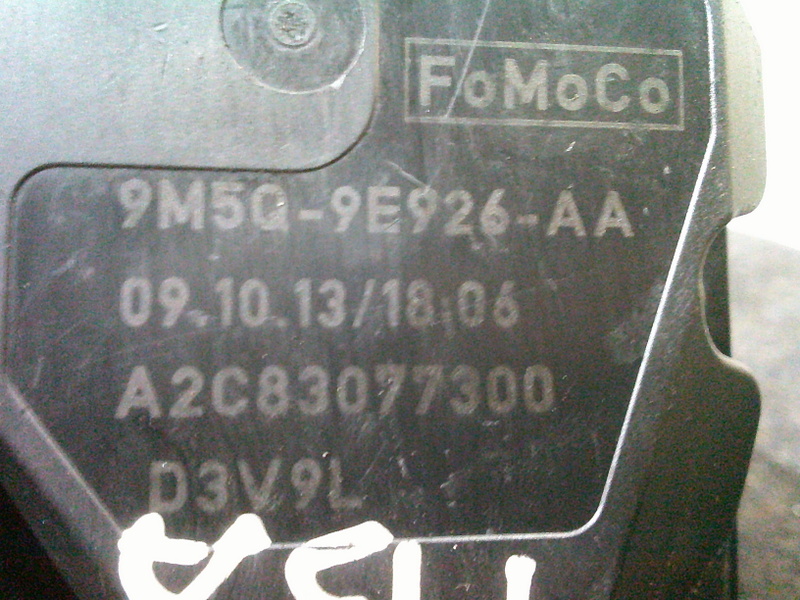 FoMoCo
9M5Q-9E926-AA
09.10.13/18:06
A2C83077300
D3V9L